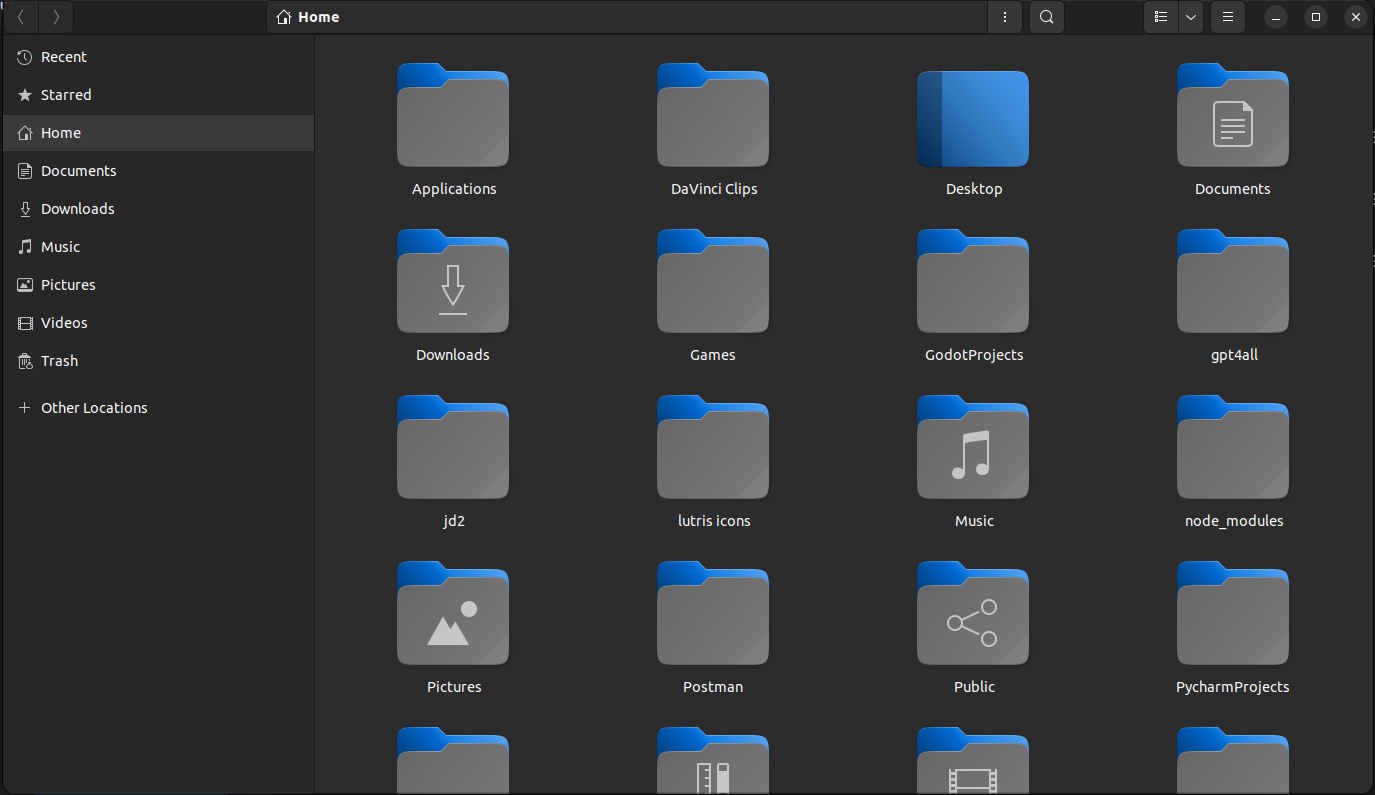 Home
Recent
Starred
Home
Documents
Downloads
Music
Pictures
Videos
Trash
Other Locations
Applications
DaVinci Clips
Desktop
Documents
Downloads
Games
GodotProjects
gpt4all
jd2
lutris icons
Music
node_modules
Pictures
Postman
Public
PycharmProjects